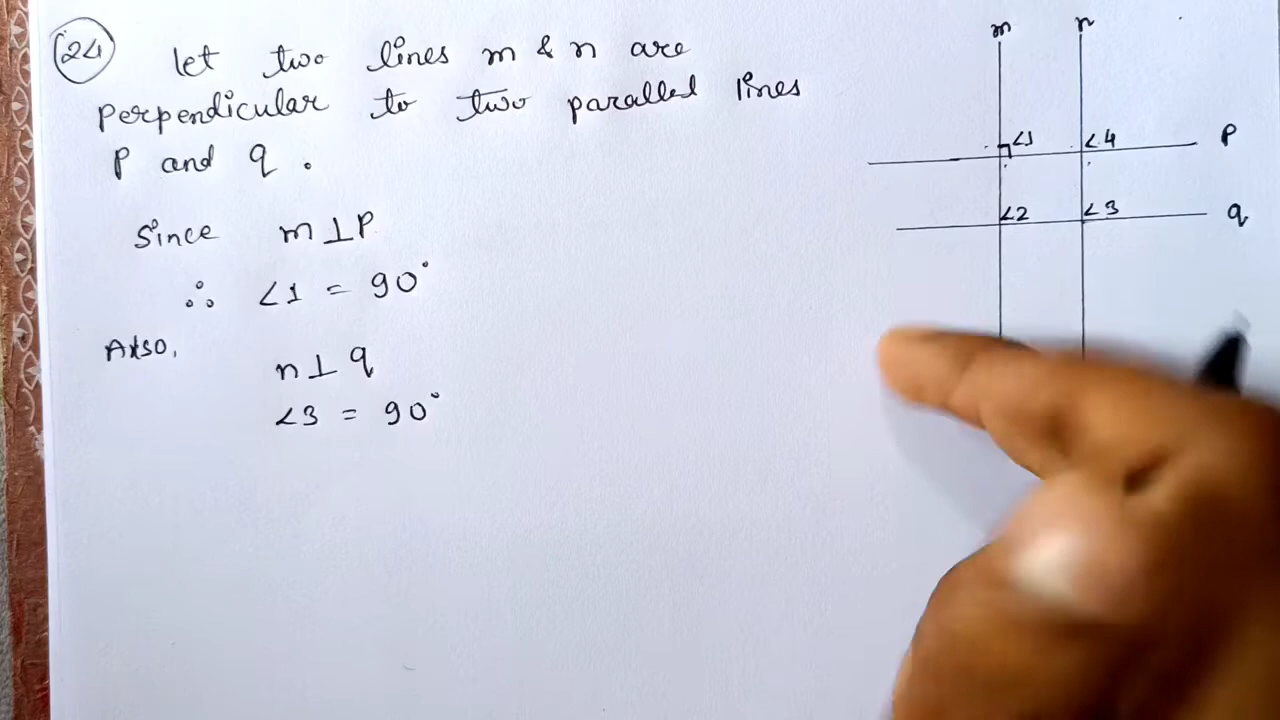 24
Let two lines m & n are
perpendicular to two parallel lines
P and q.
Since m⊥P
∴ ∠1 = 90°
Also,
n⊥q
∠3 = 90°
m n
∠1 ∠4 P
∠2 ∠3 q